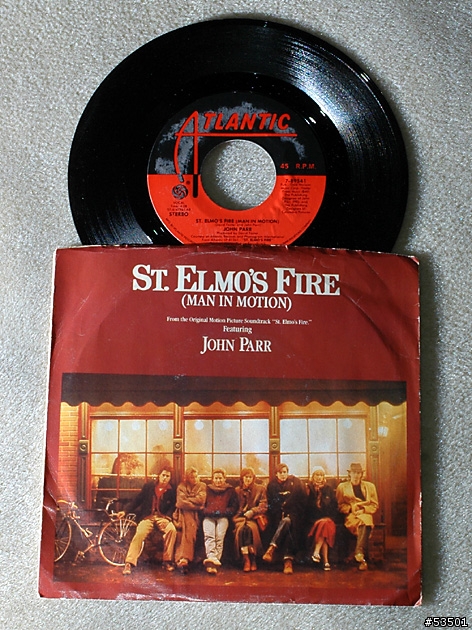 ATLANTIC
45 R.P.M.
STEREO
ST. ELMO'S FIRE (MAN IN MOTION)
JOHN PARR
ST. ELMO'S FIRE
(MAN IN MOTION)
From the Original Motion Picture Soundtrack "St. Elmo's Fire."
Featuring
JOHN PARR
#53501